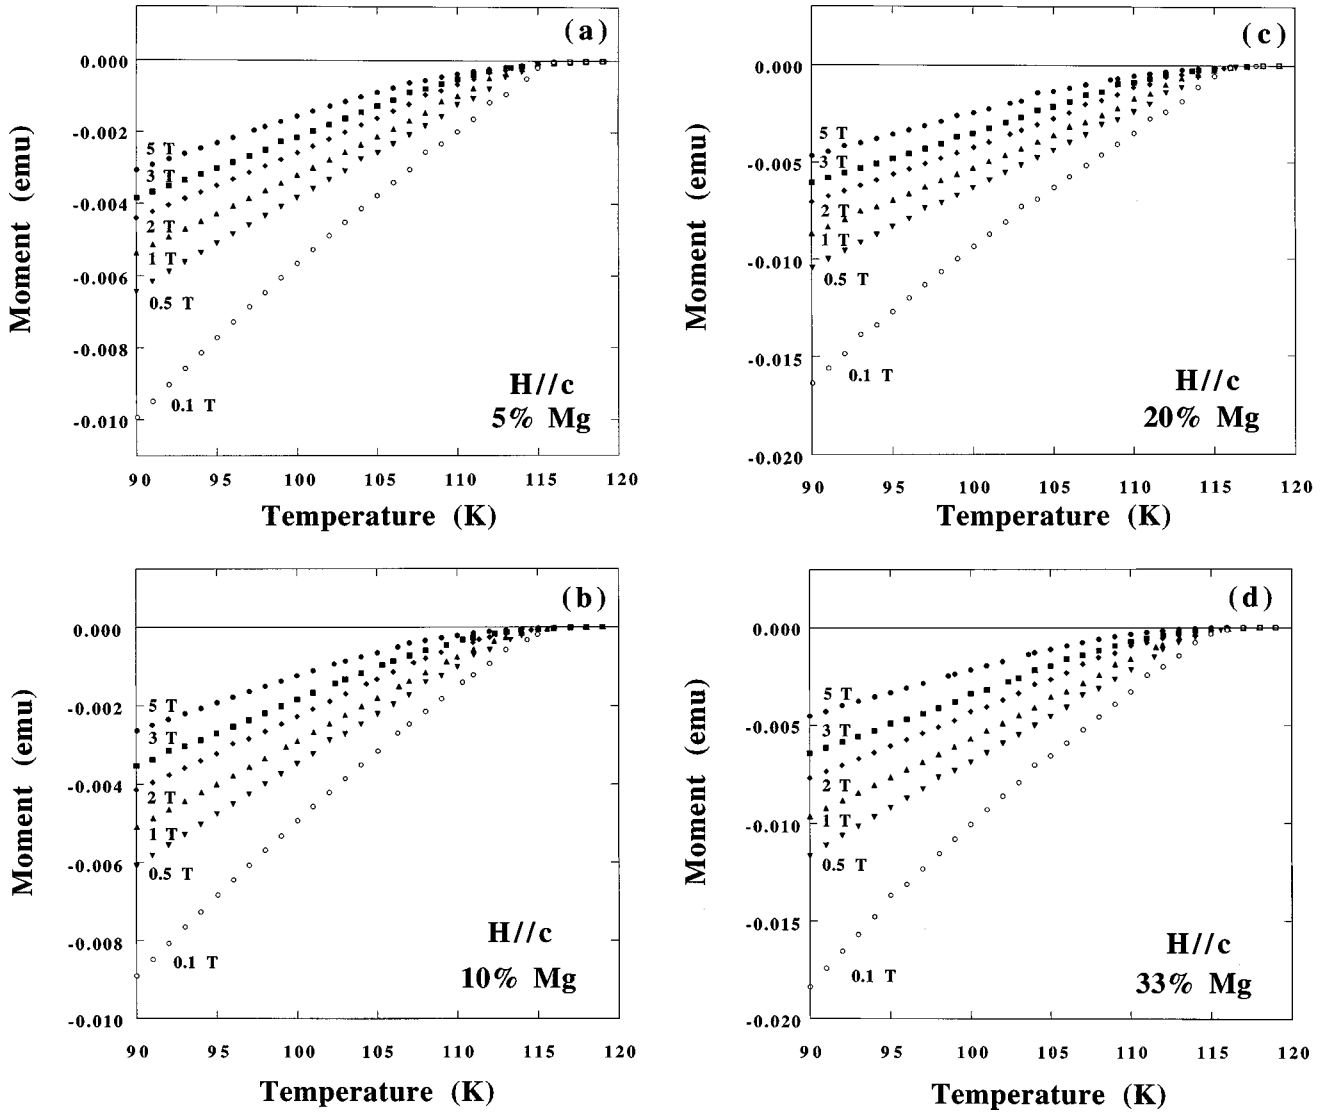 (a)
0.000
-0.002
-0.004
-0.006
-0.008
-0.010
Moment (emu)
5 T
3 T
2 T
1 T
0.5 T
0.1 T
H//c
5% Mg
90 95 100 105 110 115 120
Temperature (K)
(c)
0.000
-0.005
-0.010
-0.015
-0.020
Moment (emu)
5 T
3 T
2 T
1 T
0.5 T
0.1 T
H//c
20% Mg
90 95 100 105 110 115 120
Temperature (K)
(b)
0.000
-0.002
-0.004
-0.006
-0.008
-0.010
Moment (emu)
5 T
3 T
2 T
1 T
0.5 T
0.1 T
H//c
10% Mg
90 95 100 105 110 115 120
Temperature (K)
(d)
0.000
-0.005
-0.010
-0.015
-0.020
Moment (emu)
5 T
3 T
2 T
1 T
0.5 T
0.1 T
H//c
33% Mg
90 95 100 105 110 115 120
Temperature (K)